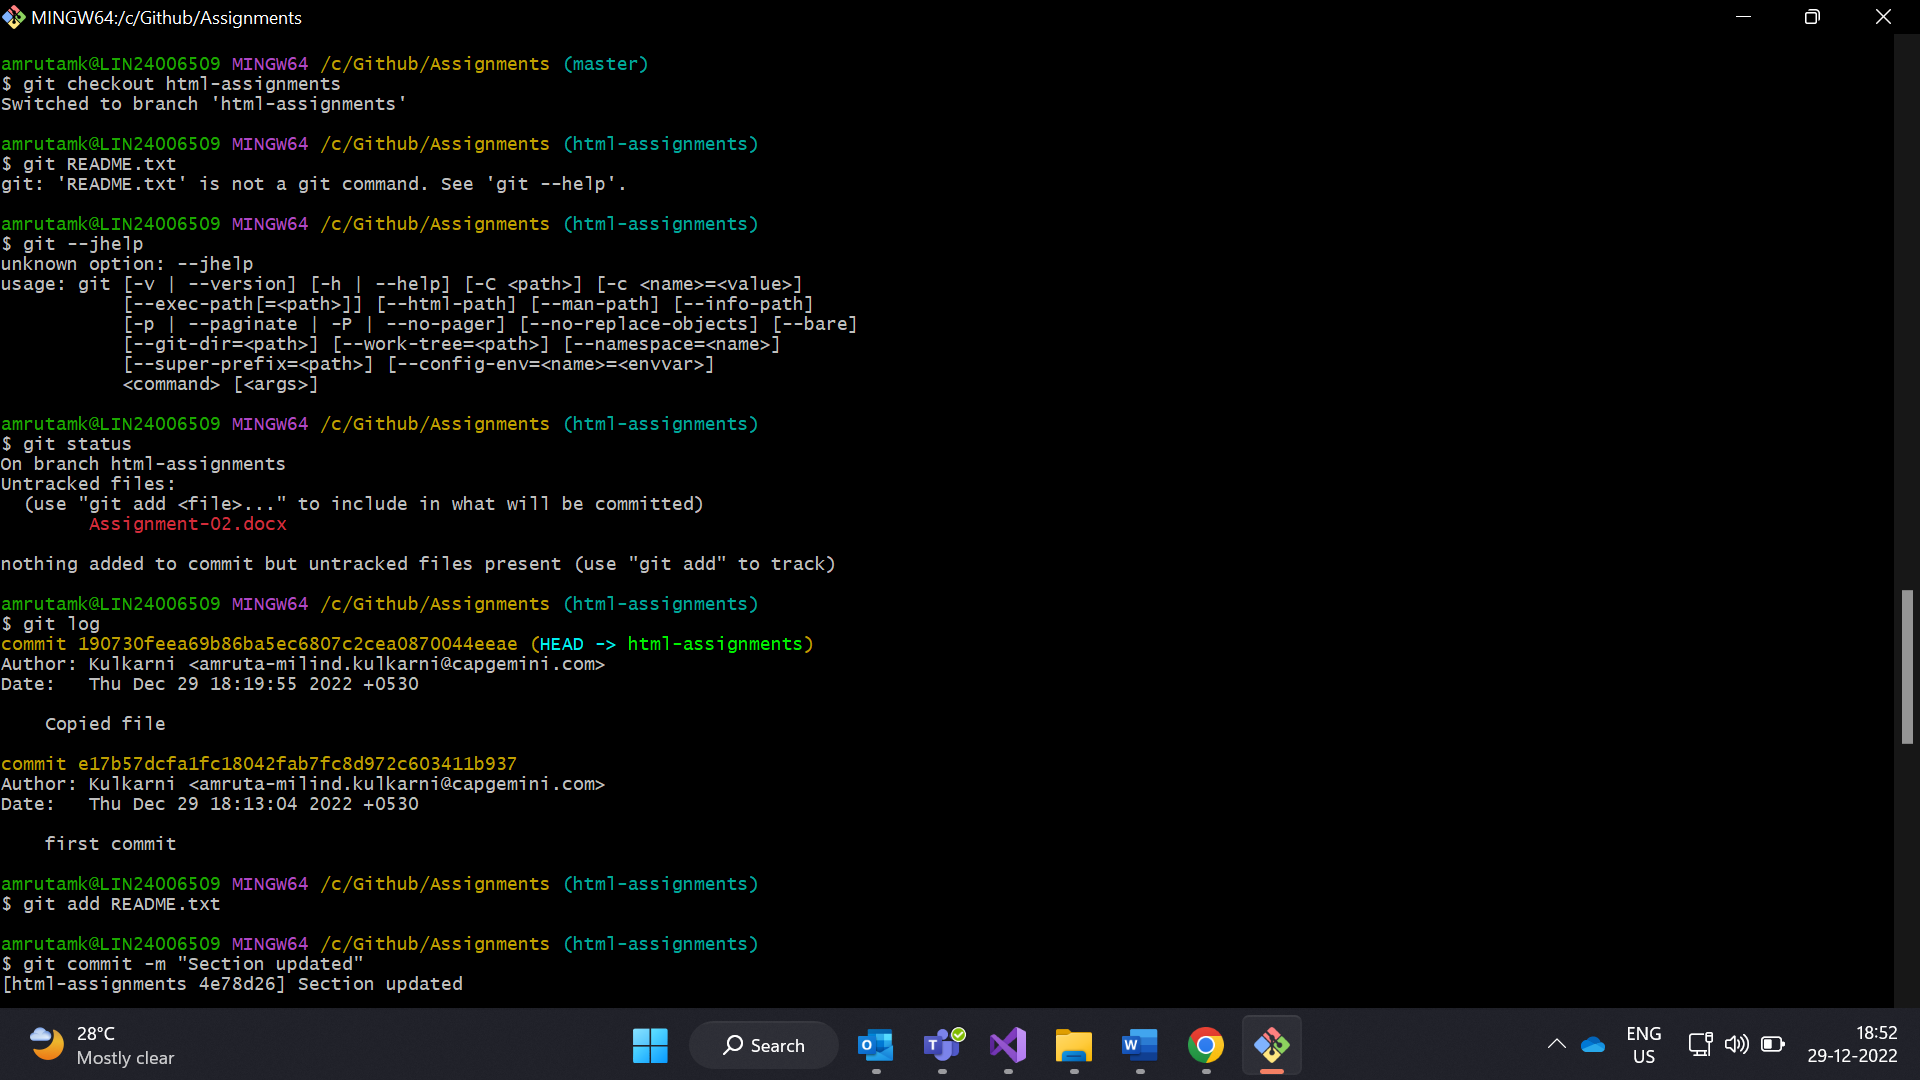 MINGW64:/c/Github/Assignments
amrutamk@LIN24006509 MINGW64 /c/Github/Assignments (master)
$ git checkout html-assignments
Switched to branch 'html-assignments'
amrutamk@LIN24006509 MINGW64 /c/Github/Assignments (html-assignments)
$ git README.txt
git: 'README.txt' is not a git command. See 'git --help'.
amrutamk@LIN24006509 MINGW64 /c/Github/Assignments (html-assignments)
$ git --jhelp
unknown option: --jhelp
usage: git [-v | --version] [-h | --help] [-C <path>] [-c <name>=<value>]
           [--exec-path[=<path>]] [--html-path] [--man-path] [--info-path]
           [-p | --paginate | -P | --no-pager] [--no-replace-objects] [--bare]
           [--git-dir=<path>] [--work-tree=<path>] [--namespace=<name>]
           [--super-prefix=<path>] [--config-env=<name>=<envvar>]
           <command> [<args>]
amrutamk@LIN24006509 MINGW64 /c/Github/Assignments (html-assignments)
$ git status
On branch html-assignments
Untracked files:
  (use "git add <file>..." to include in what will be committed)
        Assignment-02.docx
nothing added to commit but untracked files present (use "git add" to track)
amrutamk@LIN24006509 MINGW64 /c/Github/Assignments (html-assignments)
$ git log
commit 190730feea69b86ba5ec6807c2cea0870044eeae (HEAD -> html-assignments)
Author: Kulkarni <amruta-milind.kulkarni@capgemini.com>
Date:   Thu Dec 29 18:19:55 2022 +0530
    Copied file
commit e17b57dcfa1fc18042fab7fc8d972c603411b937
Author: Kulkarni <amruta-milind.kulkarni@capgemini.com>
Date:   Thu Dec 29 18:13:04 2022 +0530
    first commit
amrutamk@LIN24006509 MINGW64 /c/Github/Assignments (html-assignments)
$ git add README.txt
amrutamk@LIN24006509 MINGW64 /c/Github/Assignments (html-assignments)
$ git commit -m "Section updated"
[html-assignments 4e78d26] Section updated
28°C
Mostly clear
Search
ENG
US
18:52
29-12-2022